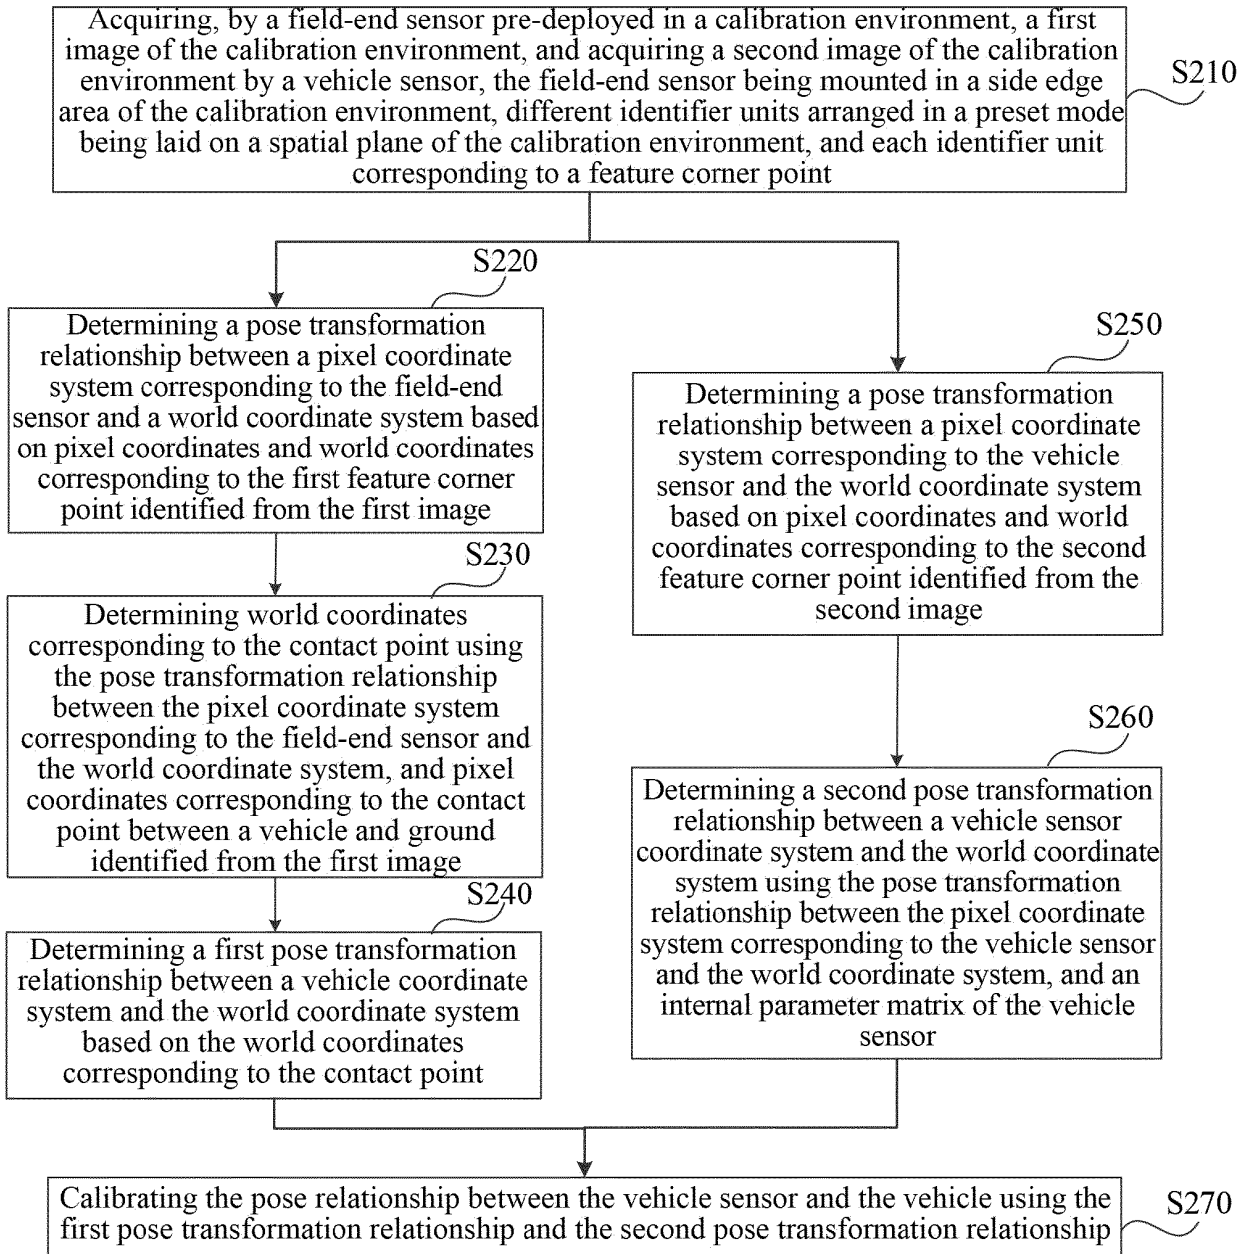 Acquiring, by a field-end sensor pre-deployed in a calibration environment, a first
image of the calibration environment, and acquiring a second image of the calibration
environment by a vehicle sensor, the field-end sensor being mounted in a side edge
area of the calibration environment, different identifier units arranged in a preset mode
being laid on a spatial plane of the calibration environment, and each identifier unit
corresponding to a feature corner point
S210
S220
Determining a pose transformation
relationship between a pixel coordinate
system corresponding to the field-end
sensor and a world coordinate system based
on pixel coordinates and world coordinates
corresponding to the first feature corner
point identified from the first image
S230
Determining world coordinates
corresponding to the contact point using
the pose transformation relationship
between the pixel coordinate system
corresponding to the field-end sensor and
the world coordinate system, and pixel
coordinates corresponding to the contact
point between a vehicle and ground
identified from the first image
S240
Determining a first pose transformation
relationship between a vehicle coordinate
system and the world coordinate system
based on the world coordinates
corresponding to the contact point
S250
Determining a pose transformation
relationship between a pixel coordinate
system corresponding to the vehicle
sensor and the world coordinate system
based on pixel coordinates and world
coordinates corresponding to the second
feature corner point identified from the
second image
S260
Determining a second pose transformation
relationship between a vehicle sensor
coordinate system and the world coordinate
system using the pose transformation
relationship between the pixel coordinate
system corresponding to the vehicle sensor
and the world coordinate system, and an
internal parameter matrix of the vehicle
sensor
Calibrating the pose relationship between the vehicle sensor and the vehicle using the
first pose transformation relationship and the second pose transformation relationship
S270